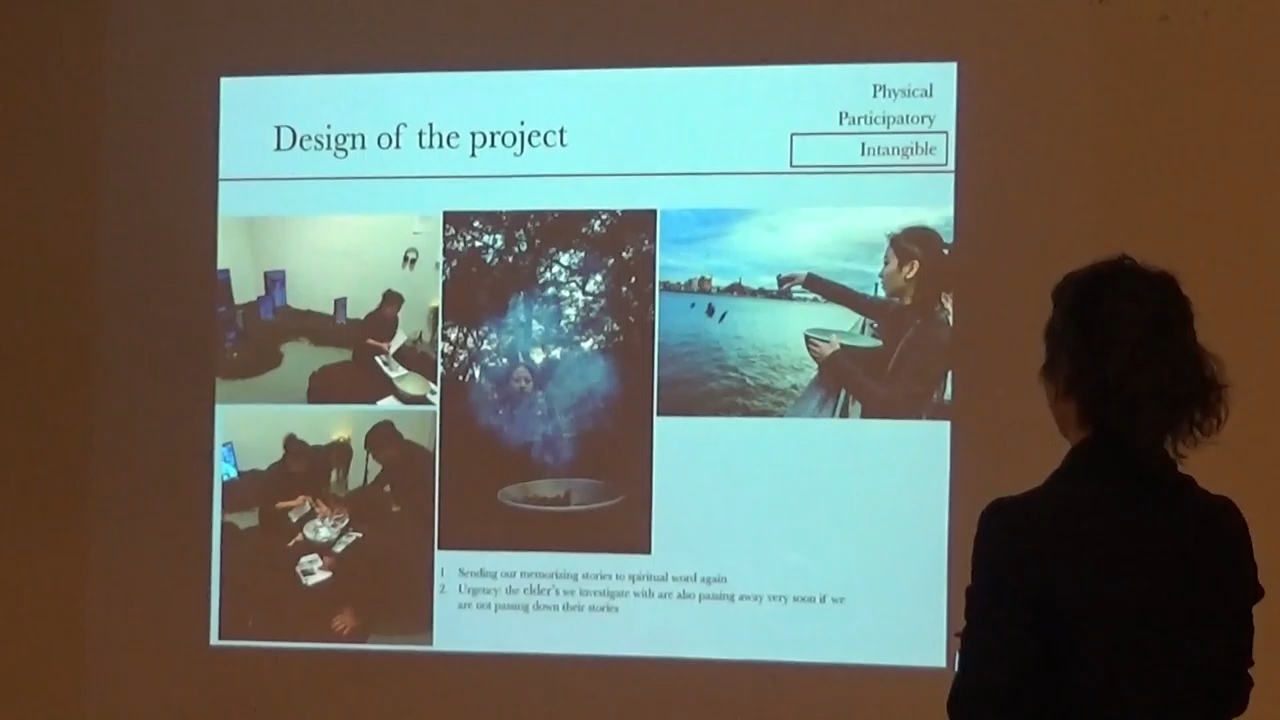 Physical
Participatory
Design of the project
Intangible
1 Sending our memorizing stories to spiritual word again
2 Urgency: the elder's we investigate with are also passing away very soon if we
are not passing down their stories